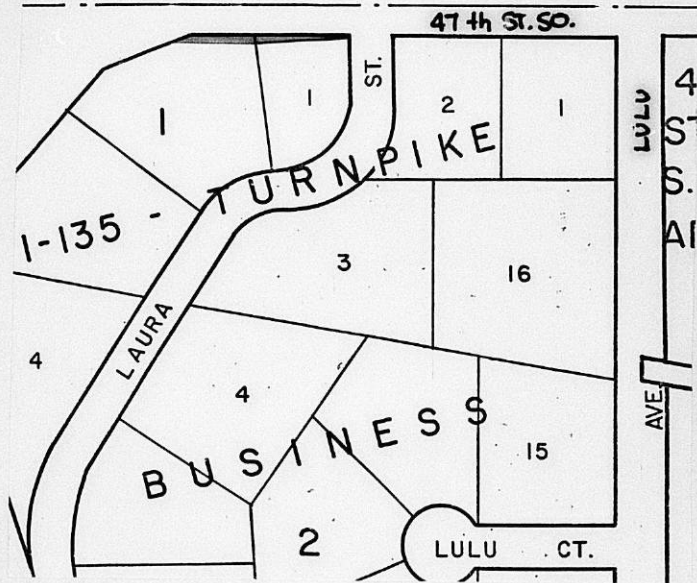 47 th ST. SO.
ST.
1
1
2
1
LULU
4
S.
TURNPIKE
I-135 -
3
16
LAURA
4
4
AVE.
BUSINESS
15
2
LULU CT.